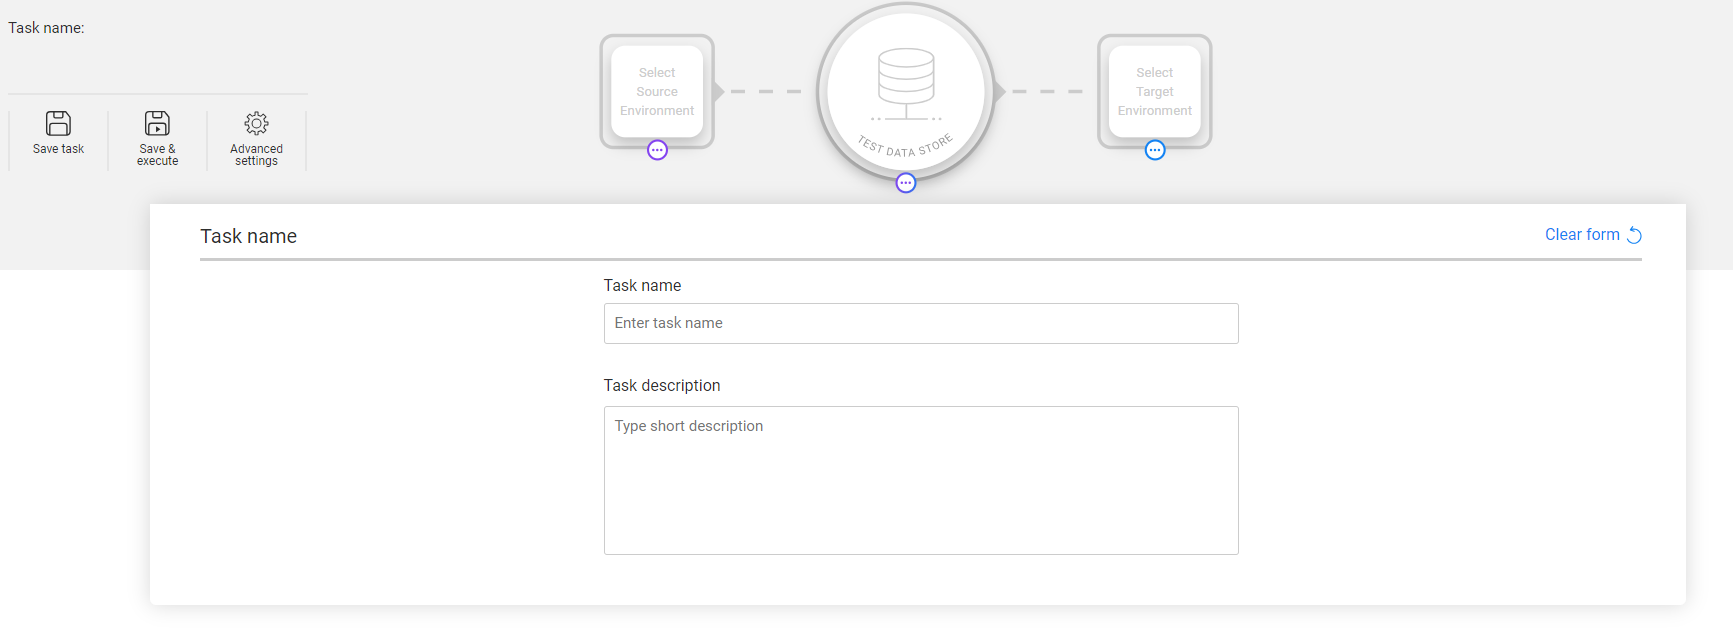 Task name:
Save task
Save &
execute
Advanced
settings
Select
Source
Environment
TEST DATA STORE
Select
Target
Environment
Task name
Clear form
Task name
Enter task name
Task description
Type short description